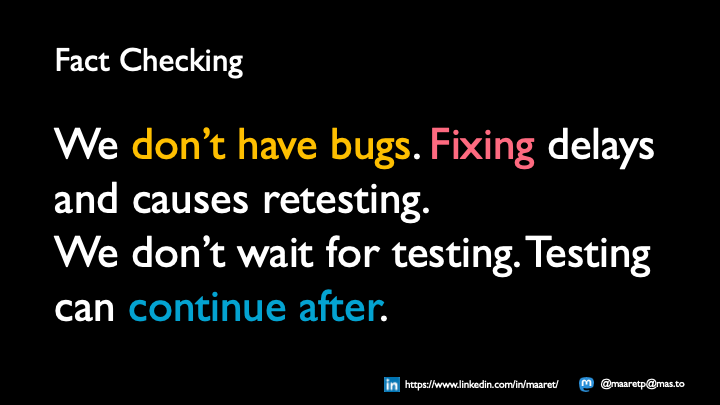 Fact Checking
We don’t have bugs. Fixing delays
and causes retesting.
We don’t wait for testing. Testing
can continue after.
in https://www.linkedin.com/in/maaret/ m @maaretp@mas.to